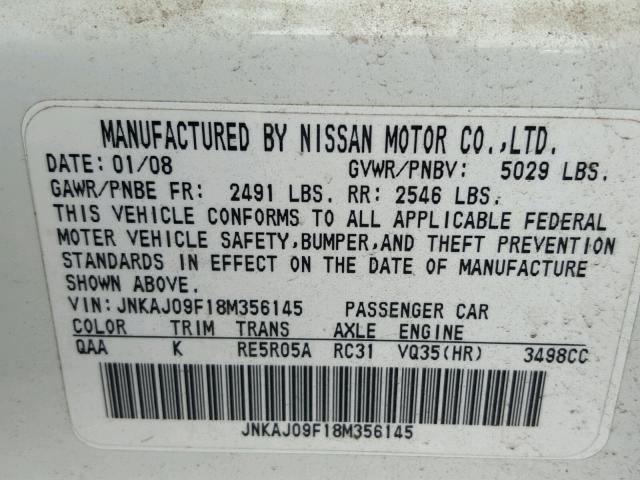 MANUFACTURED BY NISSAN MOTOR CO.,LTD.
DATE: 01/08 GVWR/PNBV: 5029 LBS.
GAWR/PNBE FR: 2491 LBS. RR: 2546 LBS.
THIS VEHICLE CONFORMS TO ALL APPLICABLE FEDERAL
MOTER VEHICLE SAFETY,BUMPER,AND THEFT PREVENTION
STANDARDS IN EFFECT ON THE DATE OF MANUFACTURE
SHOWN ABOVE.
VIN:JNKAJ09F18M356145 PASSENGER CAR
COLOR TRIM TRANS AXLE ENGINE
QAA K RE5R05A RC31 VQ35(HR) 3498CC
JNKAJ09F18M356145